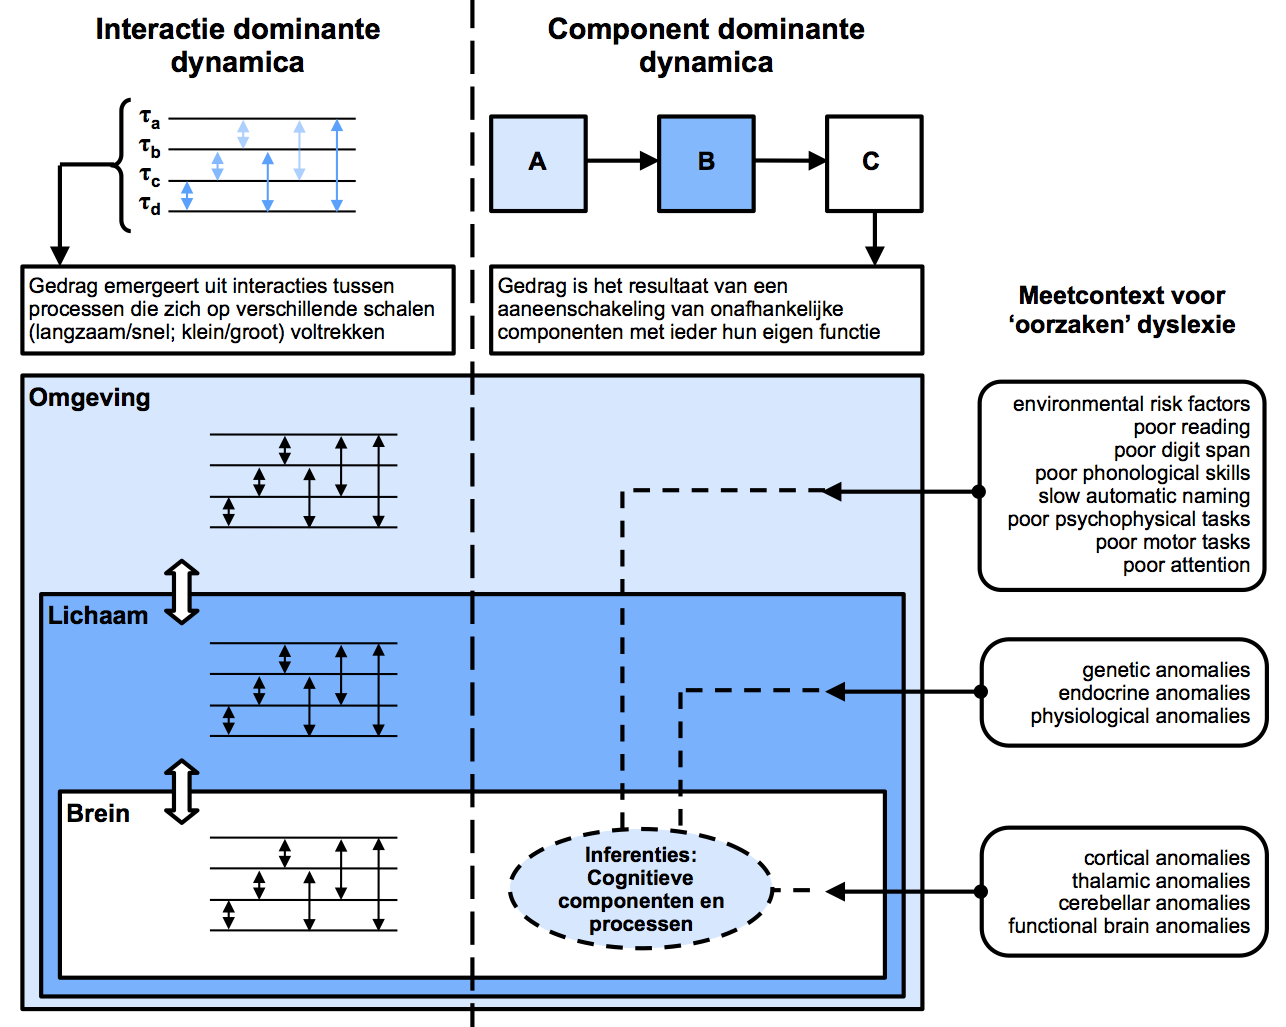 Interactie dominante
dynamica
τa
τb
τc
τd
Gedrag emergeert uit interacties tussen
processen die zich op verschillende schalen
(langzaam/snel; klein/groot) voltrekken
Component dominante
dynamica
A
B
C
Gedrag is het resultaat van een
aaneenschakeling van onafhankelijke
componenten met ieder hun eigen functie
Meetcontext voor
‘oorzaken’ dyslexie
Omgeving
environmental risk factors
poor reading
poor digit span
poor phonological skills
slow automatic naming
poor psychophysical tasks
poor motor tasks
poor attention
Lichaam
genetic anomalies
endocrine anomalies
physiological anomalies
Brein
Inferenties:
Cognitieve
componenten en
processen
cortical anomalies
thalamic anomalies
cerebellar anomalies
functional brain anomalies